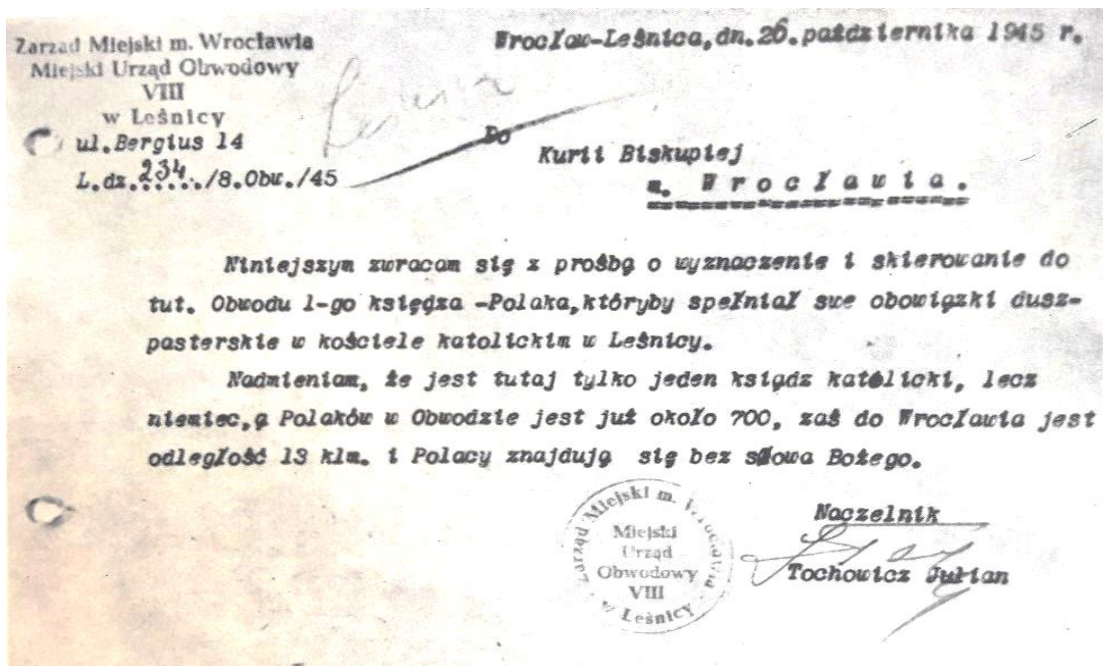 Zarzad Miejski m. Wrocławia
Miejski Urząd Obwodowy
VIII
w Leśnicy
ul.Bergius 14
L.dz.234./8.Obw./45
Wrocław-Leśnica,dn.26.października 1945 r.
Do
Kurii Biskupiej
m. Wrocławia.
Niniejszym zwracam się z prośbą o wyznaczenie i skierowanie do
tut. Obwodu 1-go księdza -Polaka,któryby spełniał swe obowiązki dusz-
pasterskie w kościele katolickim w Leśnicy.
Nadmieniam, że jest tutaj tylko jeden ksiądz katolicki, lecz
niemiec,a Polaków w Obwodzie jest już około 700, zaś do Wrocławia jest
odległość 13 klm. i Polacy znajdują się bez słowa Bożego.
Zarząd Miejski m. Wrocławia
Miejski
Urząd
Obwodowy
VIII
w Leśnicy
Naczelnik
Tochowicz Julian